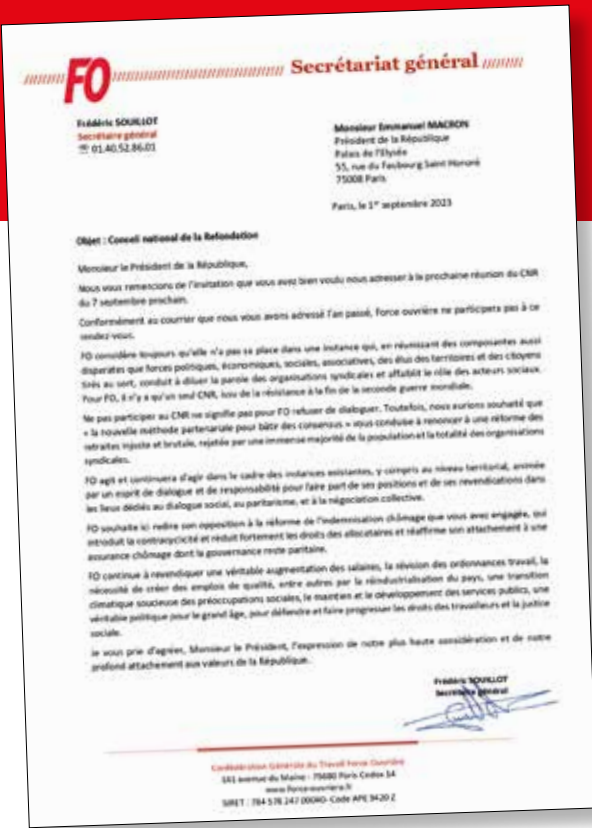 FO Secrétariat général
Frédéric SOUILLOT
Secrétaire général
☏ 01.40.52.86.01
Monsieur Emmanuel MACRON
Président de la République
Palais de l'Elysée
55, rue du Faubourg Saint Honoré
75008 Paris
Paris, le 1er septembre 2023
Objet : Conseil national de la Refondation
Monsieur le Président de la République,
Nous vous remercions de l'invitation que vous avez bien voulu nous adresser à la prochaine réunion du CNR
du 7 septembre prochain.
Conformément au courrier que nous vous avons adressé l'an passé, Force ouvrière ne participera pas à ce
rendez-vous.
FO considère toujours qu'elle n'a pas sa place dans une instance qui, en réunissant des composantes aussi
disparates que forces politiques, économiques, sociales, associatives, des élus des territoires et des citoyens
tirés au sort, conduit à diluer la parole des organisations syndicales et affaiblit le rôle des acteurs sociaux.
Pour FO, il n'y a qu'un seul CNR, issu de la résistance à la fin de la seconde guerre mondiale.
Ne pas participer au CNR ne signifie pas pour FO refuser de dialoguer. Toutefois, nous aurions souhaité que
« la nouvelle méthode partenariale pour bâtir des consensus » vous conduise à renoncer à une réforme des
retraites injuste et brutale, rejetée par une immense majorité de la population et la totalité des organisations
syndicales.
FO agit et continuera d'agir dans le cadre des instances existantes, y compris au niveau territorial, animée
par un esprit de dialogue et de responsabilité pour faire part de ses positions et de ses revendications dans
les lieux dédiés au dialogue social, au paritarisme, et à la négociation collective.
FO souhaite ici redire son opposition à la réforme de l'indemnisation chômage que vous avez engagée, qui
introduit la contracyclicité et réduit fortement les droits des allocataires et réaffirme son attachement à une
assurance chômage dont la gouvernance reste paritaire.
FO continue à revendiquer une véritable augmentation des salaires, la révision des ordonnances travail, la
nécessité de créer des emplois de qualité, entre autres par la réindustrialisation du pays, une transition
climatique soucieuse des préoccupations sociales, le maintien et le développement des services publics, une
véritable politique pour le grand âge, pour défendre et faire progresser les droits des travailleurs et la justice
sociale.
Je vous prie d'agréer, Monsieur le Président, l'expression de notre plus haute considération et de notre
profond attachement aux valeurs de la République.
Frédéric SOUILLOT
Secrétaire général
Confédération Générale du Travail Force Ouvrière
141 avenue du Maine - 75680 Paris Cedex 14
www.force-ouvriere.fr
SIRET : 784 578 247 00040- Code APE 9420 Z